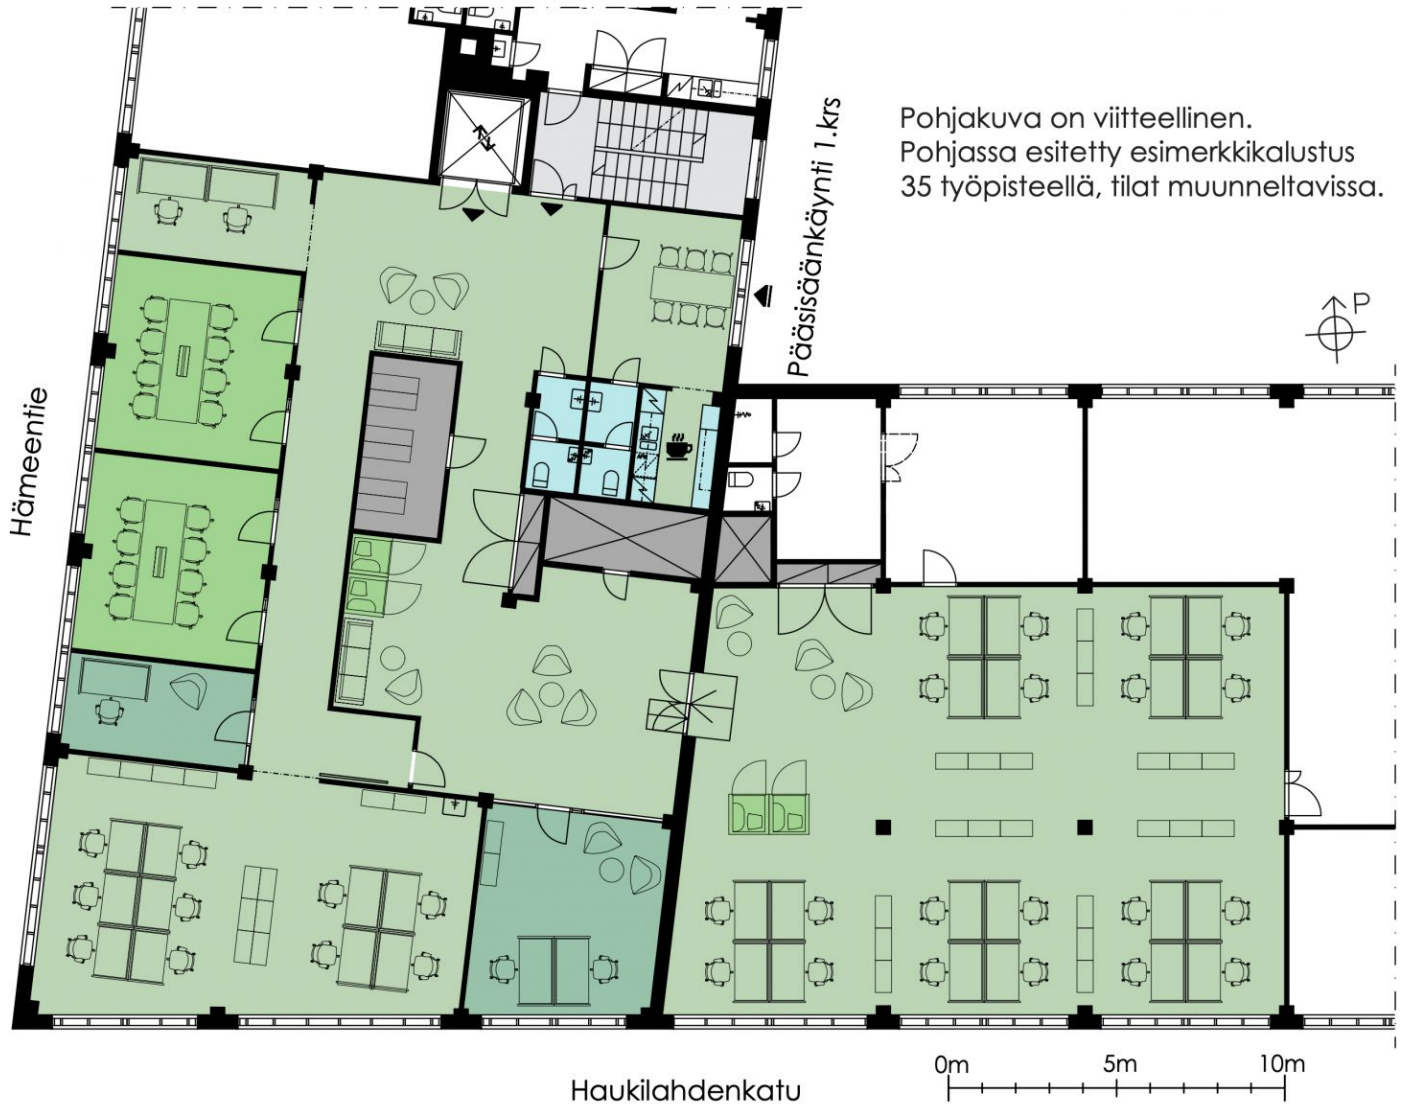 Pohjakuva on viitteellinen.
Pohjassa esitetty esimerkkikalustus
35 työpisteellä, tilat muunneltavissa.
Pääsisäänkäynti 1.krs
P
Hämeentie
0m 5m 10m
Haukilahdenkatu